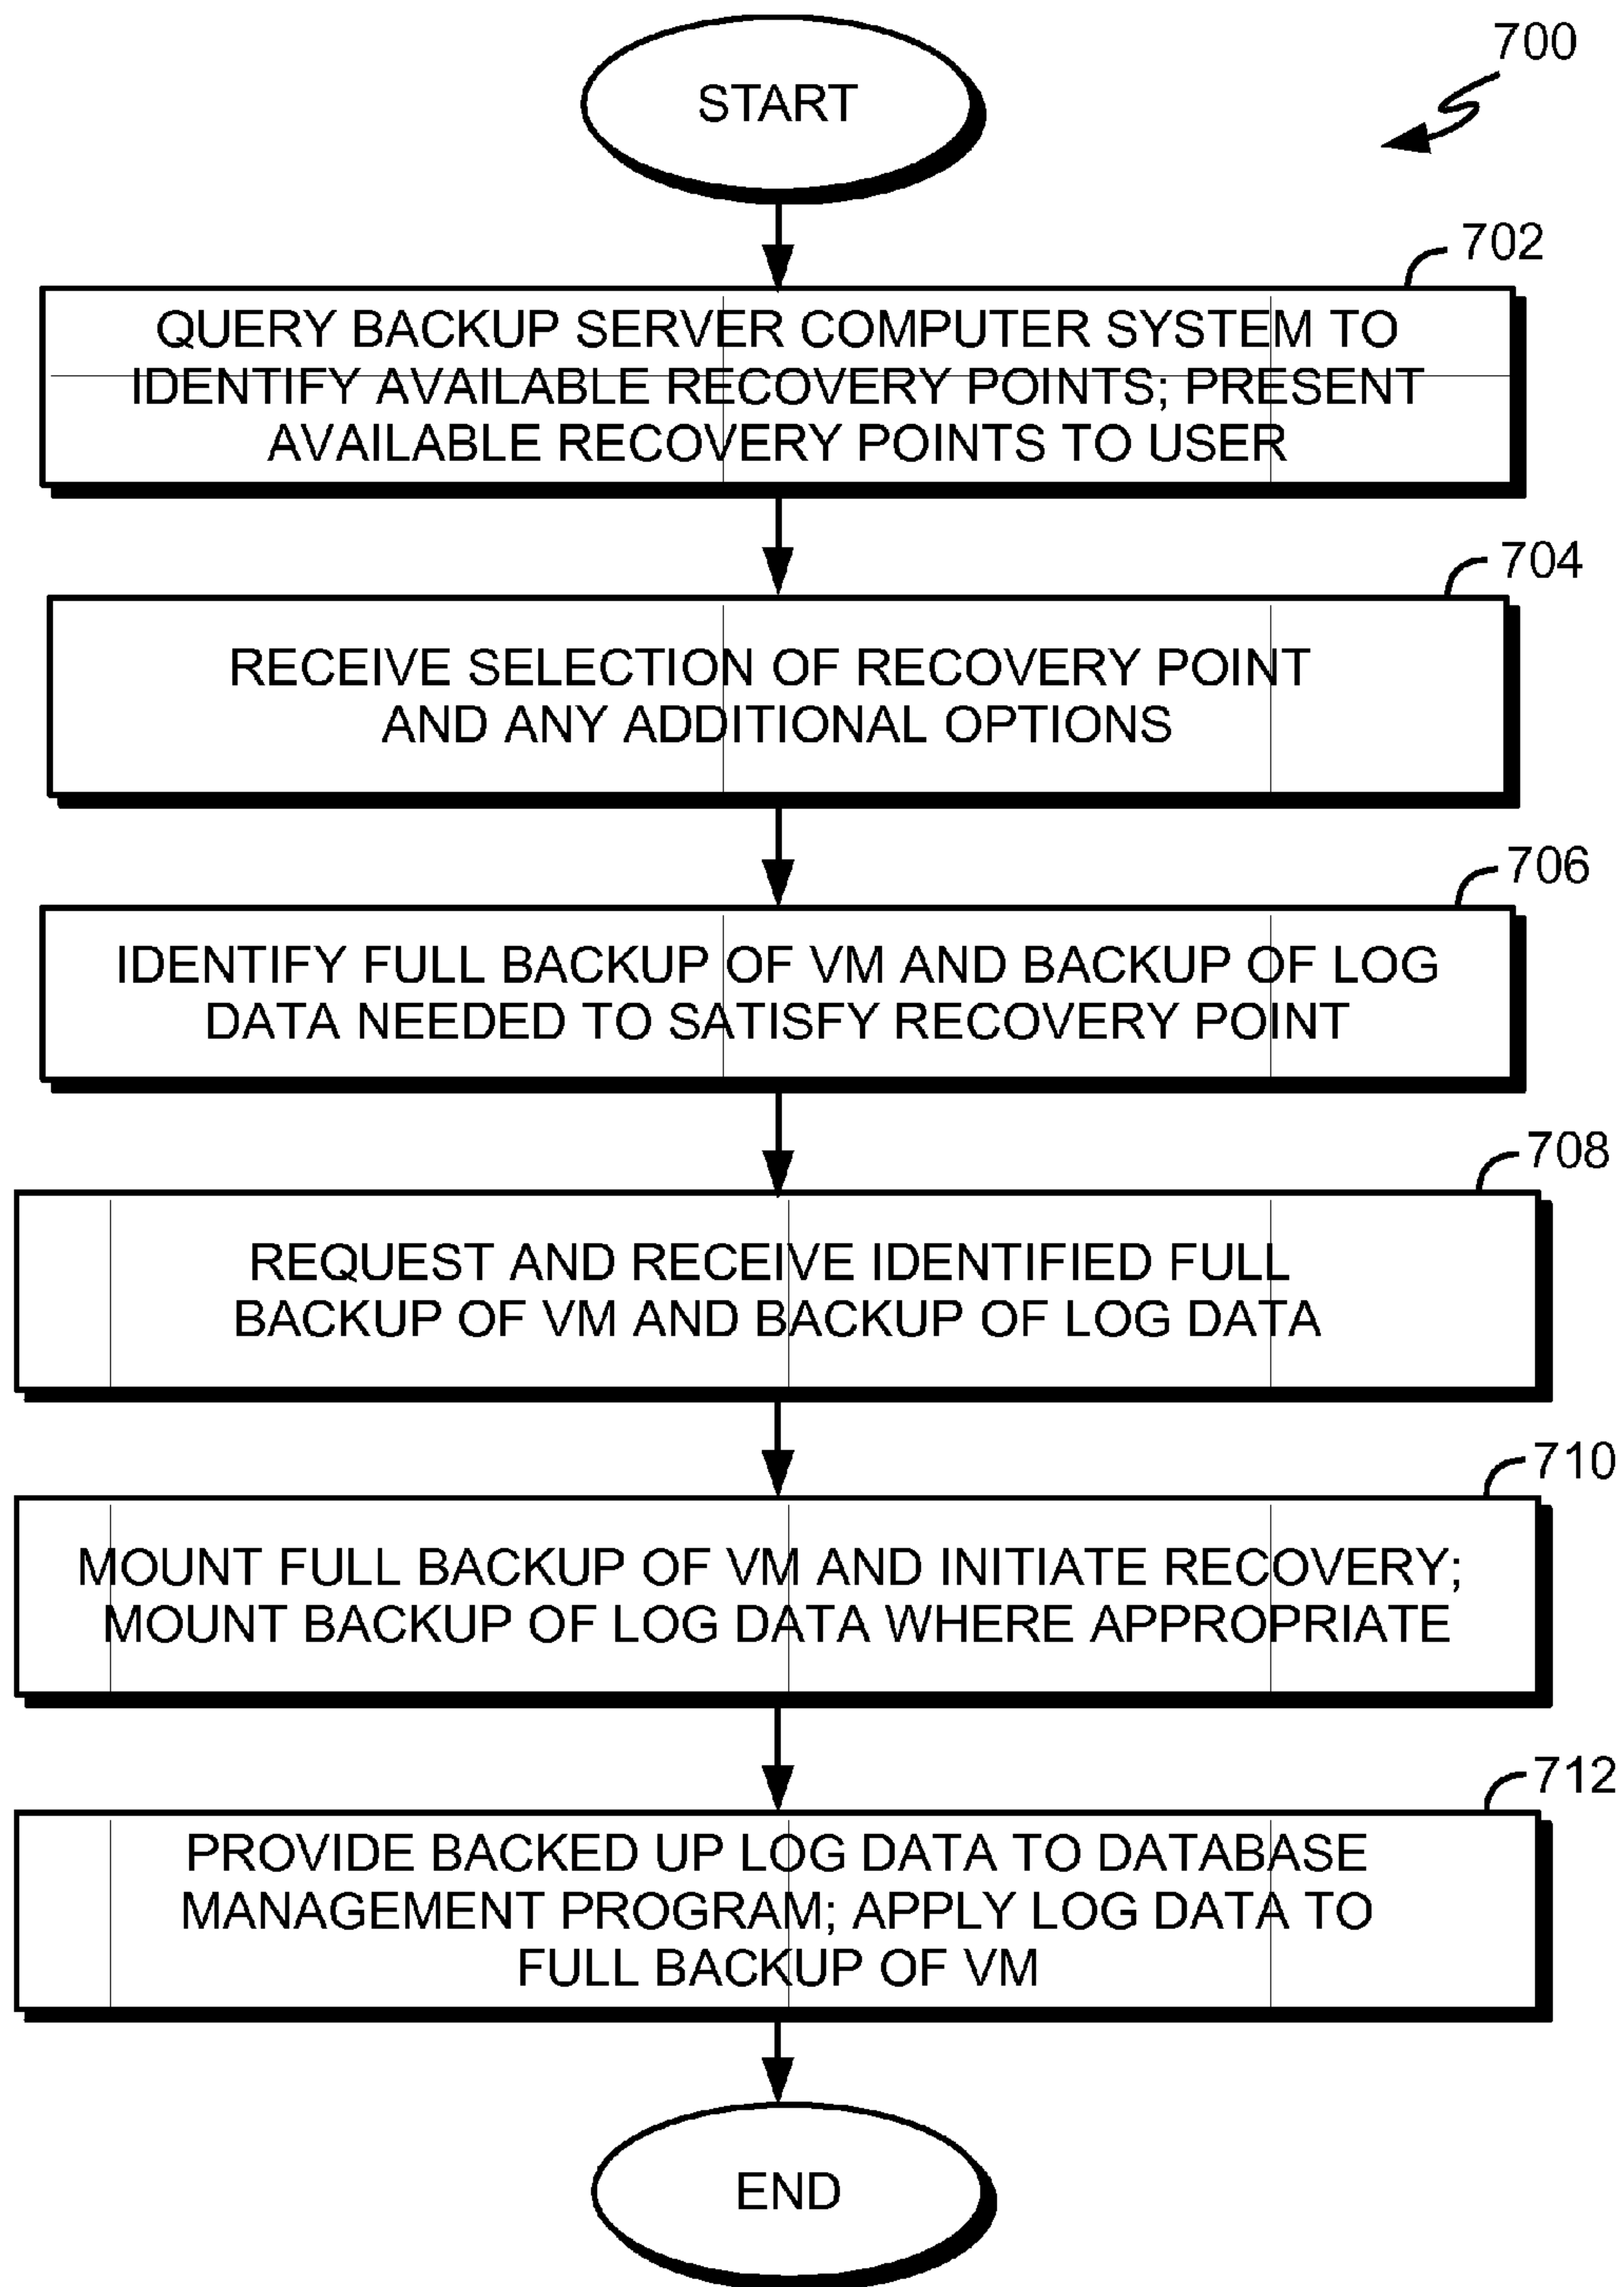 700
START
702
QUERY BACKUP SERVER COMPUTER SYSTEM TO
IDENTIFY AVAILABLE RECOVERY POINTS; PRESENT
AVAILABLE RECOVERY POINTS TO USER
704
RECEIVE SELECTION OF RECOVERY POINT
AND ANY ADDITIONAL OPTIONS
706
IDENTIFY FULL BACKUP OF VM AND BACKUP OF LOG
DATA NEEDED TO SATISFY RECOVERY POINT
708
REQUEST AND RECEIVE IDENTIFIED FULL
BACKUP OF VM AND BACKUP OF LOG DATA
710
MOUNT FULL BACKUP OF VM AND INITIATE RECOVERY;
MOUNT BACKUP OF LOG DATA WHERE APPROPRIATE
712
PROVIDE BACKED UP LOG DATA TO DATABASE
MANAGEMENT PROGRAM; APPLY LOG DATA TO
FULL BACKUP OF VM
END